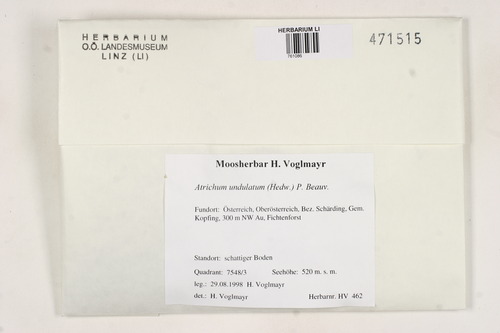 HERBARIUM
O.Ö. LANDESMUSEUM
LINZ (LI)
HERBARIUM LI
761086
471515
Moosherbar H. Voglmayr
Atrichum undulatum (Hedw.) P. Beauv.
Fundort: Österreich, Oberösterreich, Bez. Schärding, Gem.
Kopfing, 300 m NW Au, Fichtenforst
Standort: schattiger Boden
Quadrant: 7548/3 Seehöhe: 520 m. s. m.
leg.: 29.08.1998 H. Voglmayr
det.: H. Voglmayr Herbarnr. HV 462